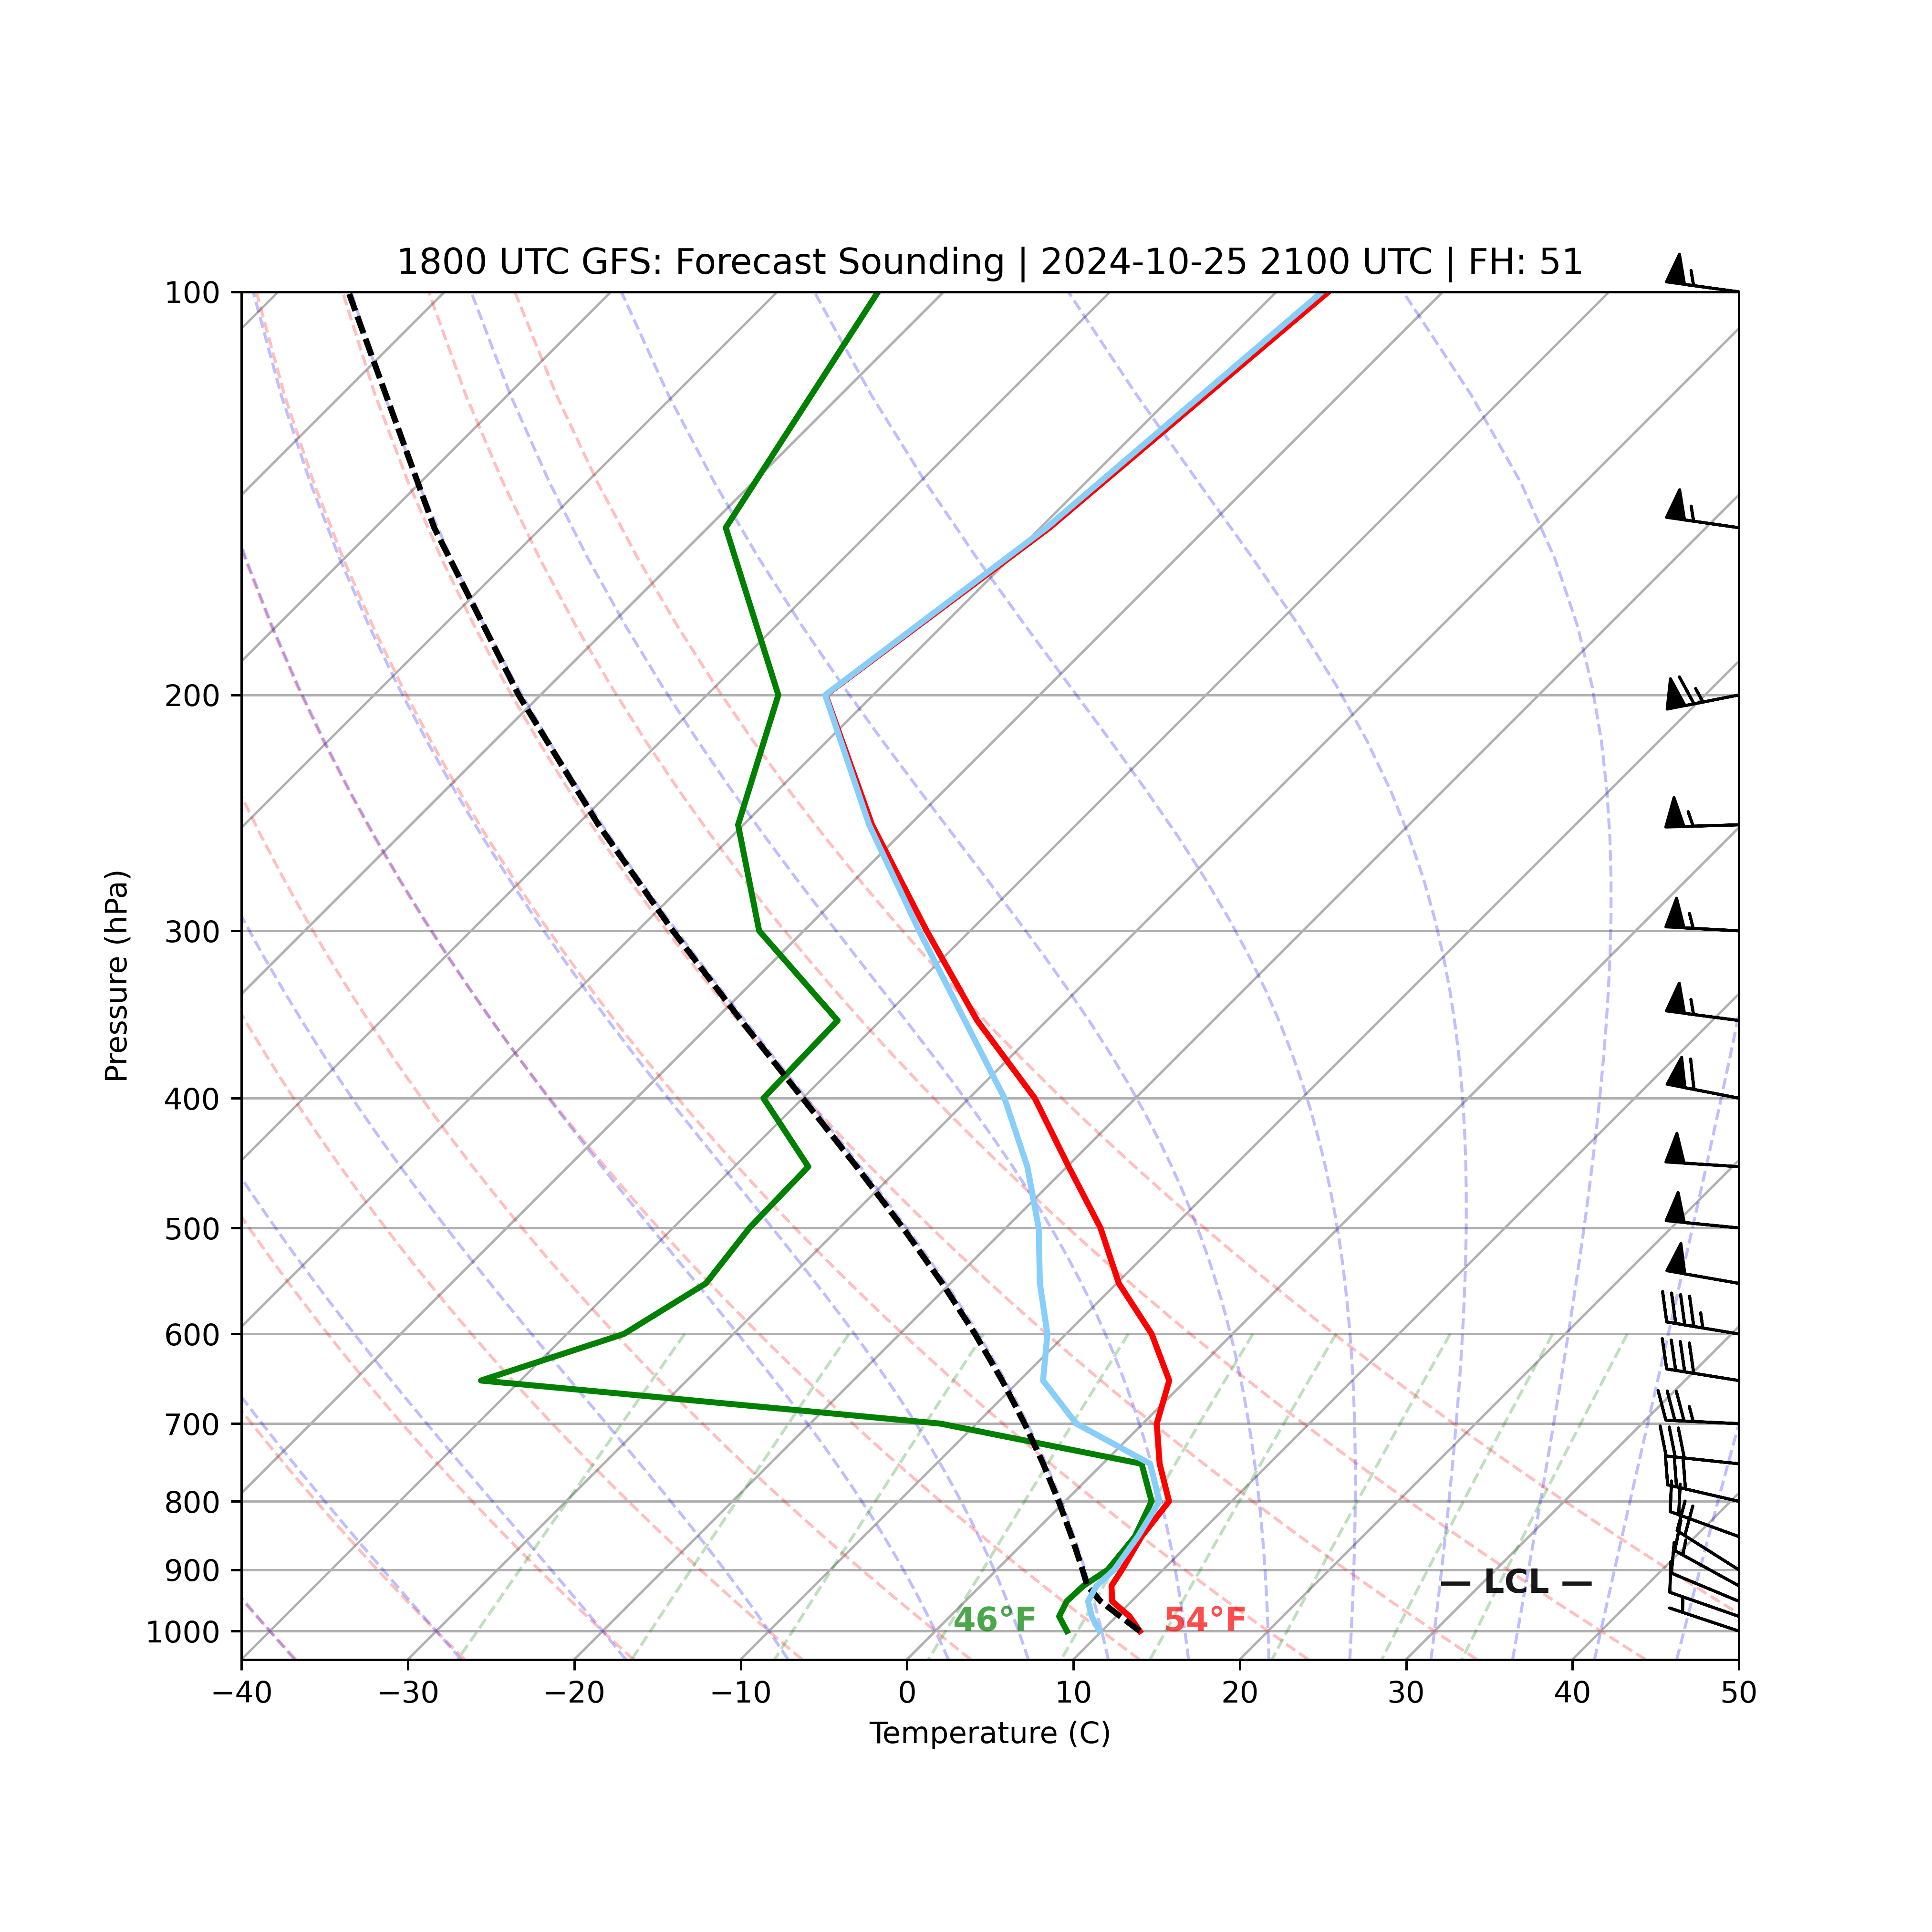 1800 UTC GFS: Forecast Sounding | 2024-10-25 2100 UTC | FH: 51
100
200
300
400
500
600
700
800
900
1000
Pressure (hPa)
— LCL —
46°F
54°F
−40 −30 −20 −10 0 10 20 30 40 50
Temperature (C)